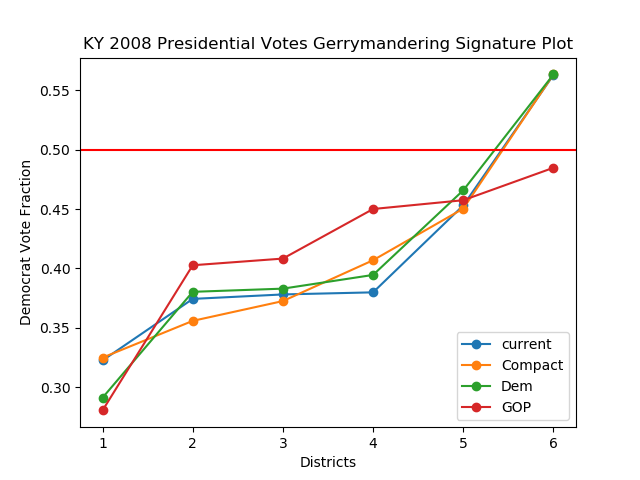 KY 2008 Presidential Votes Gerrymandering Signature Plot
Democrat Vote Fraction
0.55
0.50
0.45
0.40
0.35
0.30
current
Compact
Dem
GOP
1 2 3 4 5 6
Districts